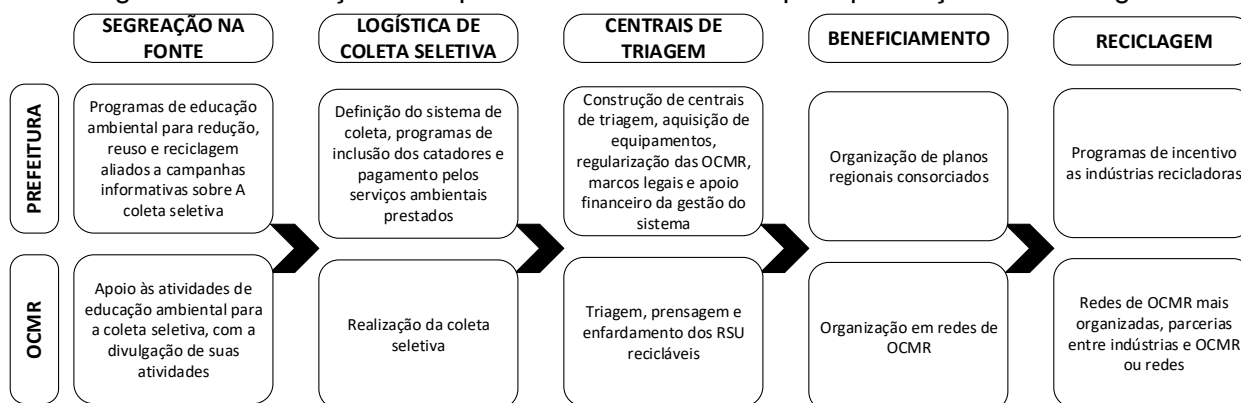 SEGREAÇÃO NA
FONTE
LOGÍSTICA DE
COLETA SELETIVA
CENTRAIS DE
TRIAGEM
BENEFICIAMENTO
RECICLAGEM
PREFEITURA
Programas de educação
ambiental para redução,
reuso e reciclagem
aliados a campanhas
informativas sobre A
coleta seletiva
Definição do sistema de
coleta, programas de
inclusão dos catadores e
pagamento pelos
serviços ambientais
prestados
Construção de centrais
de triagem, aquisição de
equipamentos,
regularização das OCMR,
marcos legais e apoio
financeiro da gestão do
sistema
Organização de planos
regionais consorciados
Programas de incentivo
as indústrias recicladoras
OCMR
Apoio às atividades de
educação ambiental para
a coleta seletiva, com a
divulgação de suas
atividades
Realização da coleta
seletiva
Triagem, prensagem e
enfardamento dos RSU
recicláveis
Organização em redes de
OCMR
Redes de OCMR mais
organizadas, parcerias
entre indústrias e OCMR
ou redes